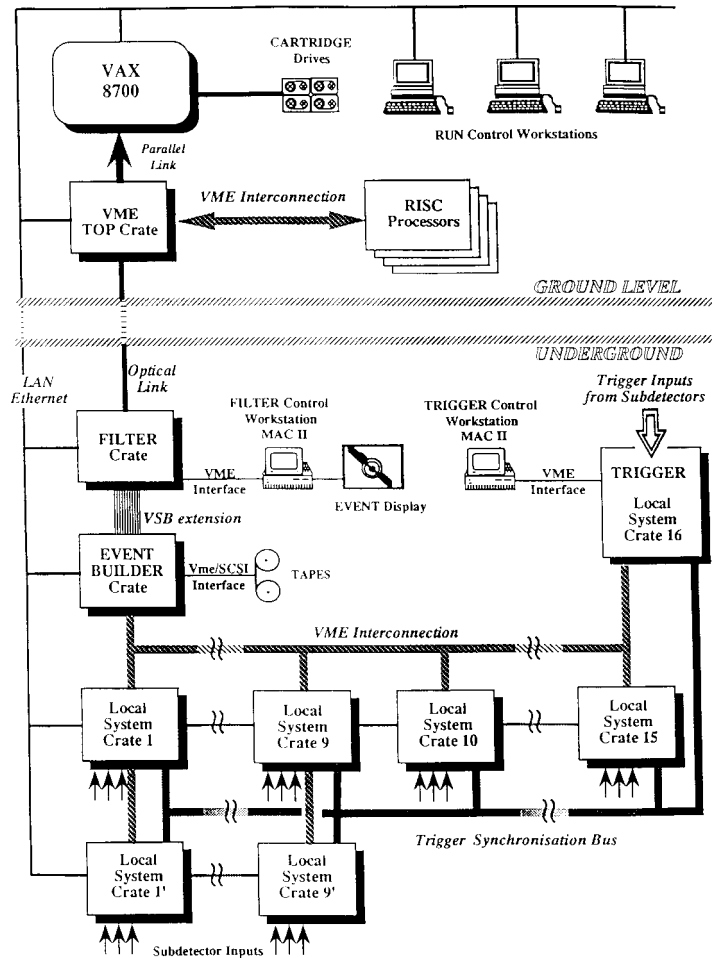 VAX
8700
CARTRIDGE
Drives
RUN Control Workstations
Parallel
Link
VME
TOP Crate
VME Interconnection
RISC
Processors
GROUND LEVEL
UNDERGROUND
LAN
Ethernet
Optical
Link
FILTER Control
Workstation
MAC II
TRIGGER Control
Workstation
MAC II
Trigger Inputs
from Subdetectors
FILTER
Crate
VME
Interface
EVENT Display
VME
Interface
TRIGGER
Local
System
Crate 16
VSB extension
EVENT
BUILDER
Crate
Vme/SCSI
Interface
TAPES
VME Interconnection
Local
System
Crate 1
Local
System
Crate 9
Local
System
Crate 10
Local
System
Crate 15
Trigger Synchronisation Bus
Local
System
Crate 1'
Local
System
Crate 9'
Subdetector Inputs